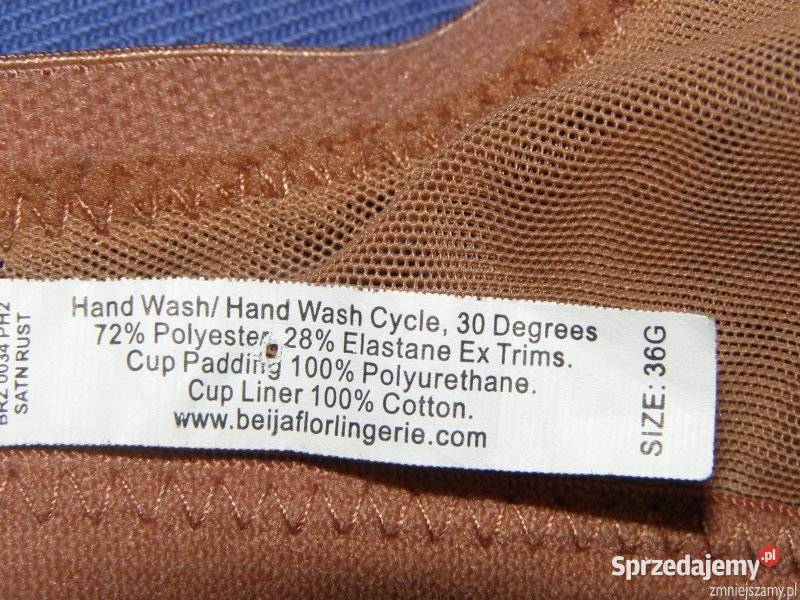 BR2 0034 PH2
SATN RUST
Hand Wash/ Hand Wash Cycle, 30 Degrees
72% Polyester, 28% Elastane Ex Trims.
Cup Padding 100% Polyurethane.
Cup Liner 100% Cotton.
www.beijaflorlingerie.com
SIZE: 36G
Sprzedajemy.pl
zmniejszamy.pl